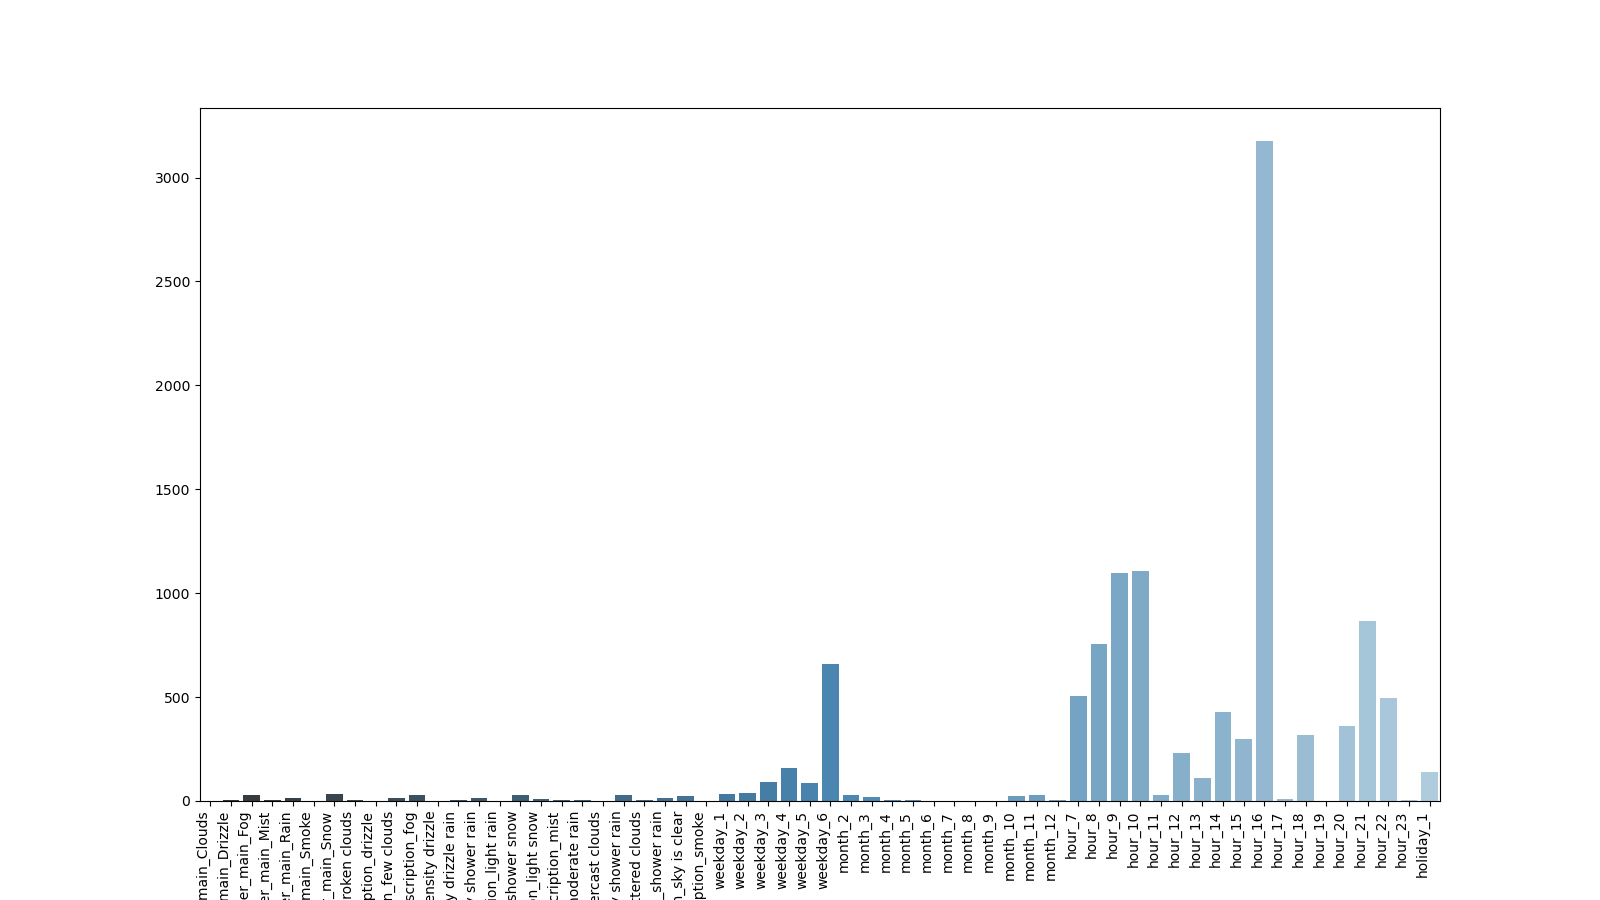 3000
2500
2000
1500
1000
500
0
main_Clouds
main_Drizzle
er_main_Fog
er_main_Mist
er_main_Rain
main_Smoke
_main_Snow
roken clouds
ption_drizzle
n_few clouds
scription_fog
ensity drizzle
y drizzle rain
shower rain
ion_light rain
shower snow
n_light snow
cription_mist
noderate rain
ercast clouds
shower rain
ttered clouds
_shower rain
n_sky is clear
ption_smoke
weekday_1
weekday_2
weekday_3
weekday_4
weekday_5
weekday_6
month_2
month_3
month_4
month_5
month_6
month_7
month_8
month_9
month_10
month_11
month_12
hour_7
hour_8
hour_9
hour_10
hour_11
hour_12
hour_13
hour_14
hour_15
hour_16
hour_17
hour_18
hour_19
hour_20
hour_21
hour_22
hour_23
holiday_1